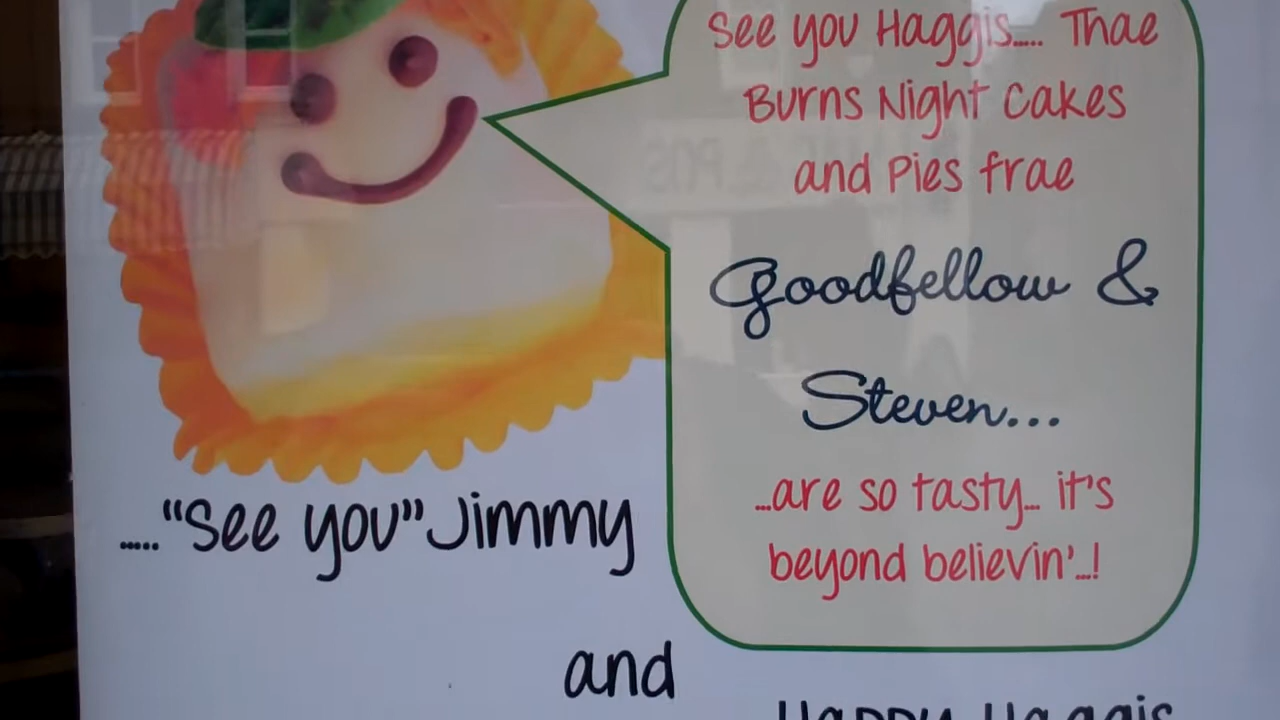 See you Haggis..... Thae
Burns Night Cakes
and Pies frae
Goodfellow &
Steven...
...are so tasty... it's
beyond believin'...!
....."See you" Jimmy
and
Happy Haggis